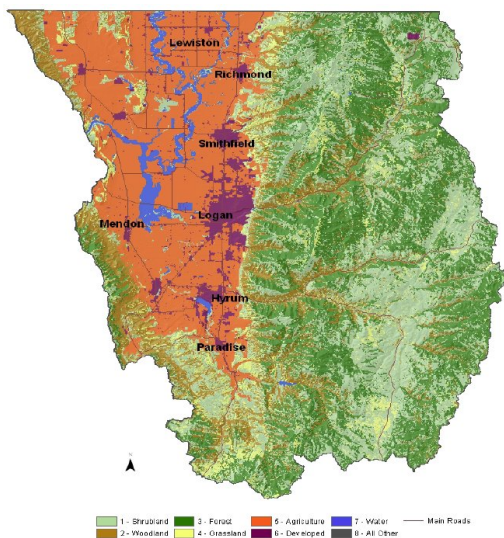 Lewiston
Richmond
Smithfield
Logan
Mendon
Hyrum
Paradise
1 - Shrubland 3 - Forest 5 - Agriculture 7 - Water Main Roads
2 - Woodland 4 - Grassland 6 - Developed 8 - All Other